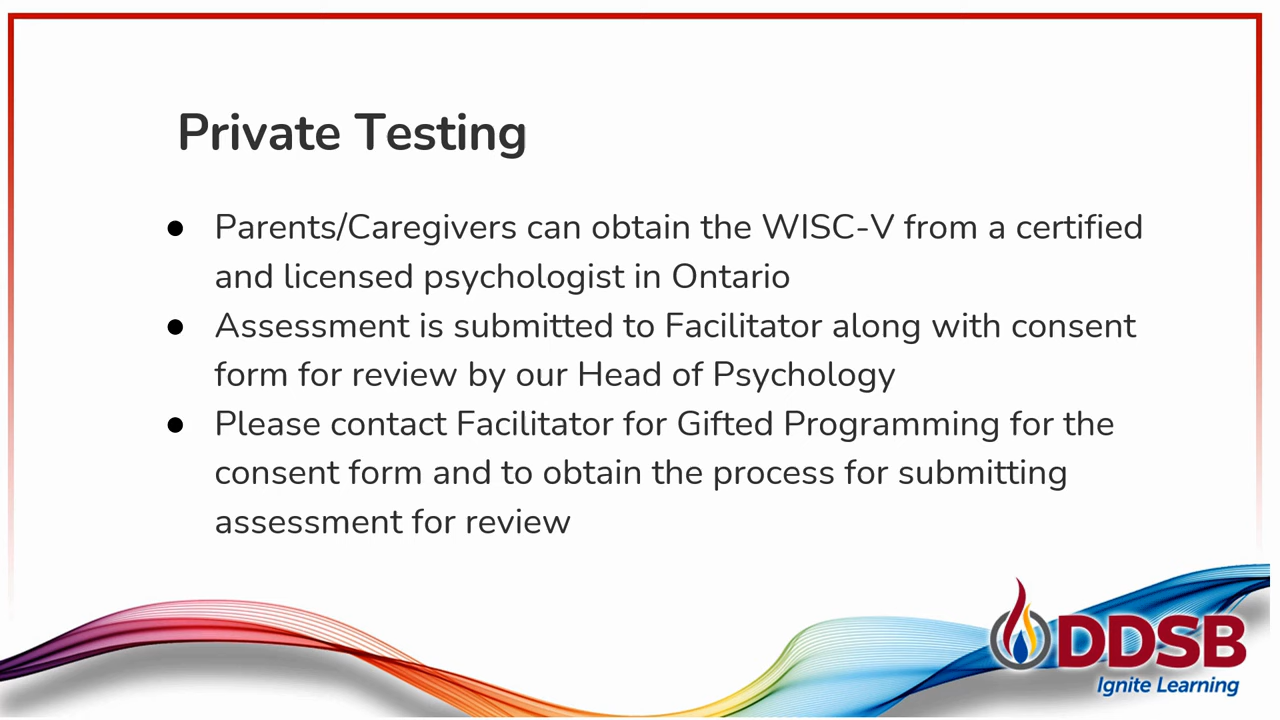 Private Testing
● Parents/Caregivers can obtain the WISC-V from a certified
and licensed psychologist in Ontario
● Assessment is submitted to Facilitator along with consent
form for review by our Head of Psychology
● Please contact Facilitator for Gifted Programming for the
consent form and to obtain the process for submitting
assessment for review
DDSB
Ignite Learning